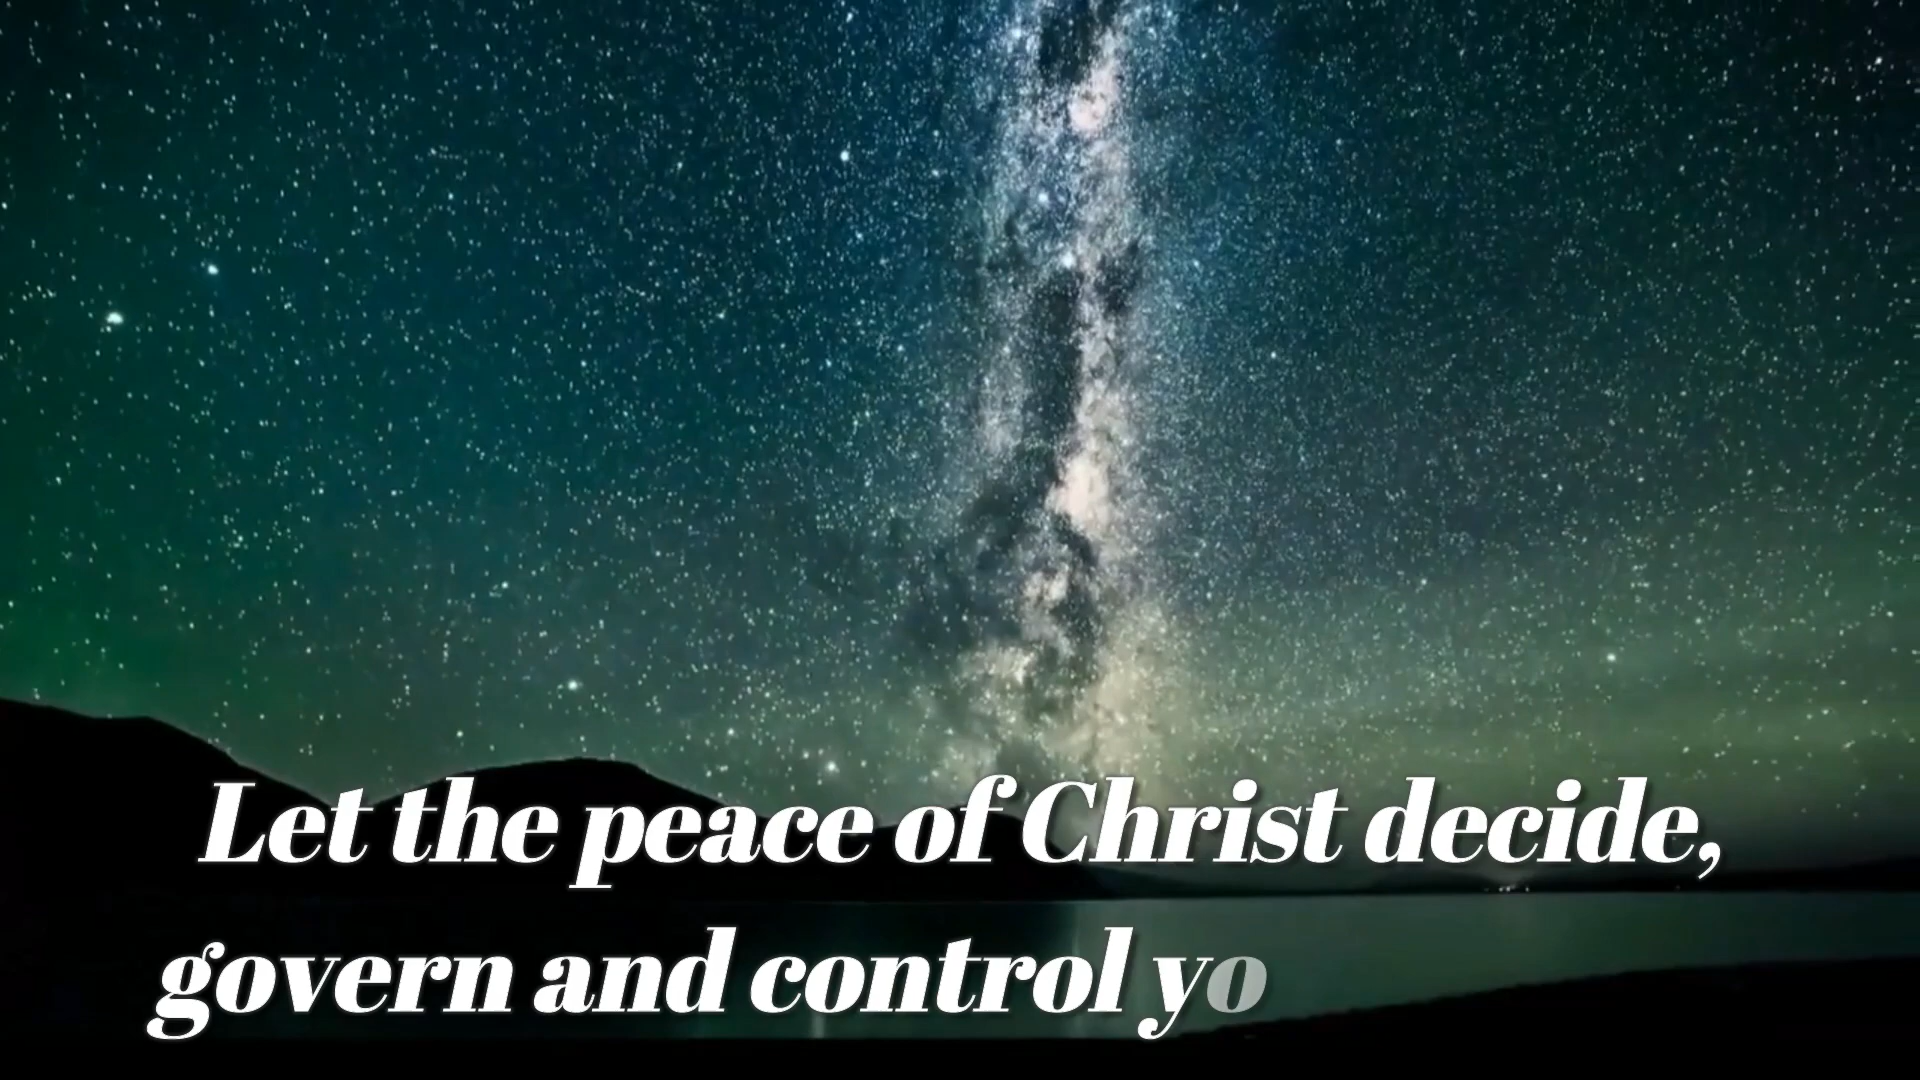 Let the peace of Christ decide,
govern and control yo